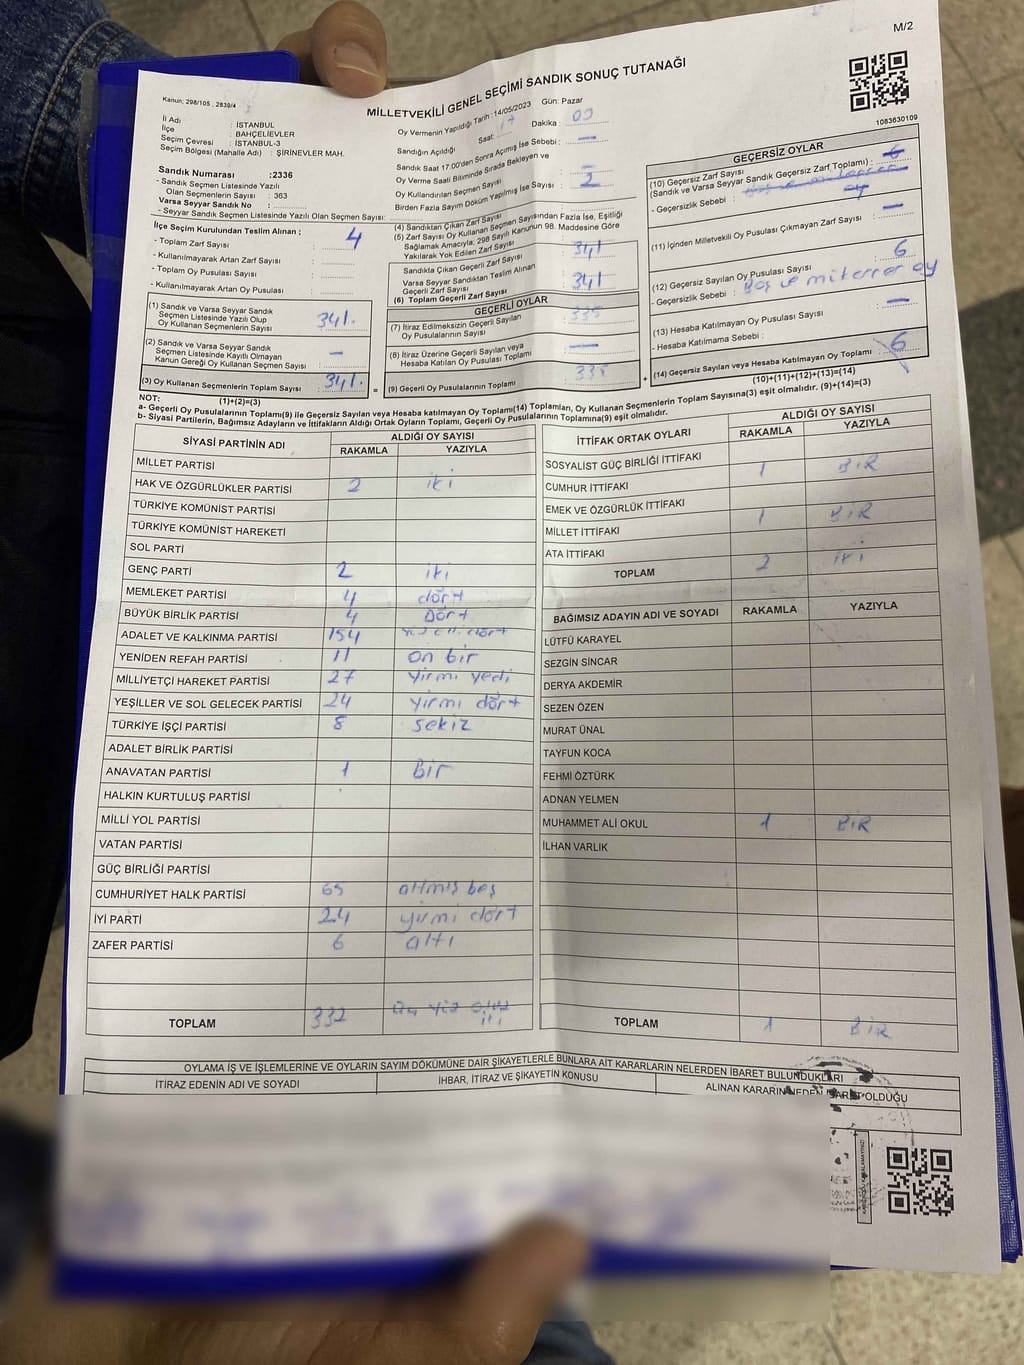 M/2
Kanun: 298/105 , 2839/4
MİLLETVEKİLİ GENEL SEÇİMİ SANDIK SONUÇ TUTANAĞI
1083630109
İl Adı : İSTANBUL
İlçe : BAHÇELİEVLER
Seçim Çevresi : İSTANBUL-3
Seçim Bölgesi (Mahalle Adı) : ŞİRİNEVLER MAH.
Oy Vermenin Yapıldığı Tarih :14/05/2023 Gün: Pazar
Sandığın Açıldığı Saat: 17 Dakika : 00
Sandık Saat 17.00'den Sonra Açmış İse Sebebi : —
Oy Verme Saati Bitiminde Sırada Bekleyen ve
Oy Kullandırılan Seçmen Sayısı
Birden Fazla Sayım Döküm Yapılmış İse Sayısı : 2
Sandık Numarası :2336
- Sandık Seçmen Listesinde Yazılı
Olan Seçmenlerin Sayısı : 363
Varsa Seyyar Sandık No :
- Seyyar Sandık Seçmen Listesinde Yazılı Olan Seçmen Sayısı:
İlçe Seçim Kurulundan Teslim Alınan ;
- Toplam Zarf Sayısı : 4
- Kullanılmayarak Artan Zarf Sayısı :
- Toplam Oy Pusulası Sayısı :
- Kullanılmayarak Artan Oy Pusulası :
(1) Sandık ve Varsa Seyyar Sandık
Seçmen Listesinde Yazılı Olup
Oy Kullanan Seçmenlerin Sayısı : 341
(2) Sandık ve Varsa Seyyar Sandık
Seçmen Listesinde Kayıtlı Olmayan
Kanun Gereği Oy Kullanan Seçmen Sayısı : —
(3) Oy Kullanan Seçmenlerin Toplam Sayısı : 341 =
(1)+(2)=(3)
(4) Sandıktan Çıkan Zarf Sayısı
(5) Zarf Sayısı Oy Kullanan Seçmen Sayısından Fazla İse, Eşitliği
Sağlamak Amacıyla; 298 Sayılı Kanunun 98. Maddesine Göre
Yakılarak Yok Edilen Zarf Sayısı :
Sandıkta Çıkan Geçerli Zarf Sayısı : 341
Varsa Seyyar Sandıktan Teslim Alınan
Geçerli Zarf Sayısı
(6) Toplam Geçerli Zarf Sayısı : 341
GEÇERLİ OYLAR
(7) İtiraz Edilmeksizin Geçerli Sayılan
Oy Pusulalarının Sayısı : 335
(8) İtiraz Üzerine Geçerli Sayılan veya
Hesaba Katılan Oy Pusulası Toplamı : —
(9) Geçerli Oy Pusulalarının Toplamı : 335 +
GEÇERSİZ OYLAR
(10) Geçersiz Zarf Sayısı
(Sandık ve Varsa Seyyar Sandık Geçersiz Zarf Toplamı) :
- Geçersizlik Sebebi :
(11) İçinden Milletvekili Oy Pusulası Çıkmayan Zarf Sayısı : —
(12) Geçersiz Sayılan Oy Pusulası Sayısı : 6
- Geçersizlik Sebebi :
(13) Hesaba Katılmayan Oy Pusulası Sayısı : —
- Hesaba Katılmama Sebebi :
(14) Geçersiz Sayılan veya Hesaba Katılmayan Oy Toplamı : 6
(10)+(11)+(12)+(13)=(14)
NOT:
a- Geçerli Oy Pusulalarının Toplamı(9) ile Geçersiz Sayılan veya Hesaba katılmayan Oy Toplamı(14) Toplamları, Oy Kullanan Seçmenlerin Toplam Sayısına(3) eşit olmalıdır. (9)+(14)=(3)
b- Siyasi Partilerin, Bağımsız Adayların ve İttifakların Aldığı Ortak Oyların Toplamı, Geçerli Oy Pusulalarının Toplamına(9) eşit olmalıdır.
SİYASİ PARTİNİN ADI ALDIĞI OY SAYISI
RAKAMLA YAZIYLA
MİLLET PARTİSİ
HAK VE ÖZGÜRLÜKLER PARTİSİ 2 iki
TÜRKİYE KOMÜNİST PARTİSİ
TÜRKİYE KOMÜNİST HAREKETİ
SOL PARTİ
GENÇ PARTİ 2 iki
MEMLEKET PARTİSİ 4 dört
BÜYÜK BİRLİK PARTİSİ 4 Dört
ADALET VE KALKINMA PARTİSİ 154
YENİDEN REFAH PARTİSİ 11 on bir
MİLLİYETÇİ HAREKET PARTİSİ 27 yirmi yedi
YEŞİLLER VE SOL GELECEK PARTİSİ 24 yirmi dört
TÜRKİYE İŞÇİ PARTİSİ 8 sekiz
ADALET BİRLİK PARTİSİ
ANAVATAN PARTİSİ 1 Bir
HALKIN KURTULUŞ PARTİSİ
MİLLİ YOL PARTİSİ
VATAN PARTİSİ
GÜÇ BİRLİĞİ PARTİSİ
CUMHURİYET HALK PARTİSİ 65 altmış beş
İYİ PARTİ 24 yirmi dört
ZAFER PARTİSİ 6 altı
TOPLAM 332 üç yüz otuz iki
İTTİFAK ORTAK OYLARI ALDIĞI OY SAYISI
RAKAMLA YAZIYLA
SOSYALİST GÜÇ BİRLİĞİ İTTİFAKI
CUMHUR İTTİFAKI 1 BİR
EMEK VE ÖZGÜRLÜK İTTİFAKI
MİLLET İTTİFAKI 1 BİR
ATA İTTİFAKI
TOPLAM 2 iki
BAĞIMSIZ ADAYIN ADI VE SOYADI RAKAMLA YAZIYLA
LÜTFÜ KARAYEL
SEZGİN SİNCAR
DERYA AKDEMİR
SEZEN ÖZEN
MURAT ÜNAL
TAYFUN KOCA
FEHMİ ÖZTÜRK
ADNAN YELMEN
MUHAMMET ALİ OKUL 1 BİR
İLHAN VARLIK
TOPLAM 1 BİR
OYLAMA İŞ VE İŞLEMLERİNE VE OYLARIN SAYIM DÖKÜMÜNE DAİR ŞİKAYETLERLE BUNLARA AİT KARARLARIN NELERDEN İBARET BULUNDUKLARI
İTİRAZ EDENİN ADI VE SOYADI İHBAR, İTİRAZ VE ŞİKAYETİN KONUSU ALINAN KARARIN NEDEN İBARET OLDUĞU